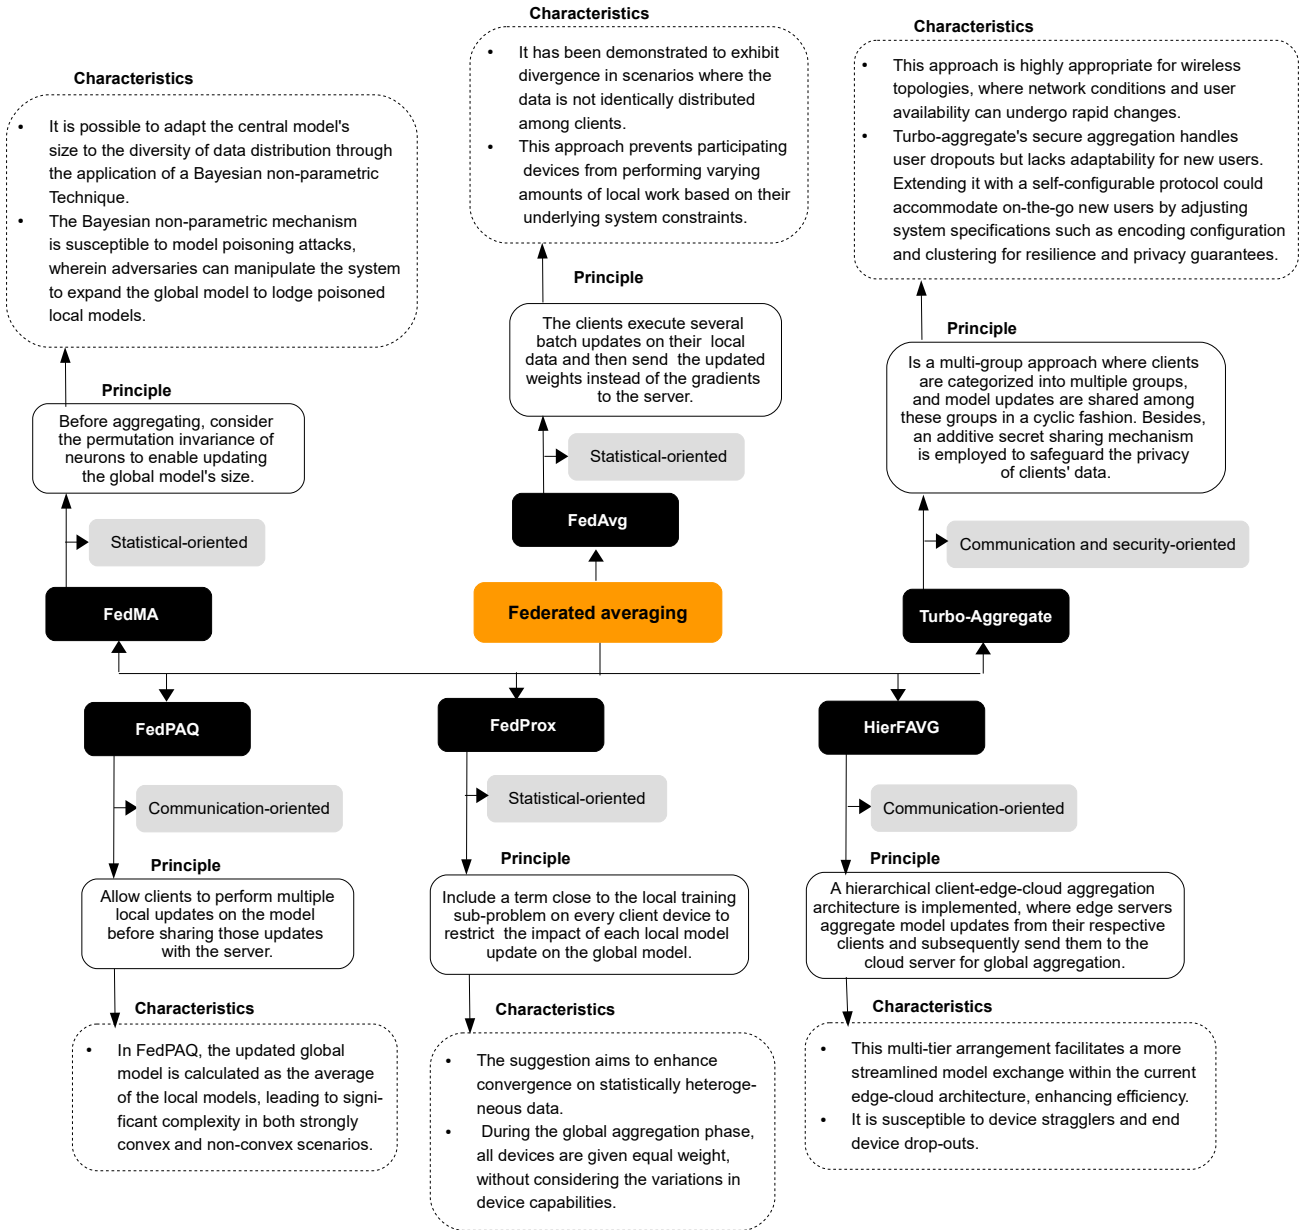 Characteristics
It is possible to adapt the central model's
size to the diversity of data distribution through
the application of a Bayesian non-parametric
Technique.
The Bayesian non-parametric mechanism
is susceptible to model poisoning attacks,
wherein adversaries can manipulate the system
to expand the global model to lodge poisoned
local models.
Principle
Before aggregating, consider
the permutation invariance of
neurons to enable updating
the global model's size.
Statistical-oriented
FedMA
Characteristics
It has been demonstrated to exhibit
divergence in scenarios where the
data is not identically distributed
among clients.
This approach prevents participating
devices from performing varying
amounts of local work based on their
underlying system constraints.
Principle
The clients execute several
batch updates on their local
data and then send the updated
weights instead of the gradients
to the server.
Statistical-oriented
FedAvg
Federated averaging
Characteristics
This approach is highly appropriate for wireless
topologies, where network conditions and user
availability can undergo rapid changes.
Turbo-aggregate's secure aggregation handles
user dropouts but lacks adaptability for new users.
Extending it with a self-configurable protocol could
accommodate on-the-go new users by adjusting
system specifications such as encoding configuration
and clustering for resilience and privacy guarantees.
Principle
Is a multi-group approach where clients
are categorized into multiple groups,
and model updates are shared among
these groups in a cyclic fashion. Besides,
an additive secret sharing mechanism
is employed to safeguard the privacy
of clients' data.
Communication and security-oriented
Turbo-Aggregate
FedPAQ
Communication-oriented
Principle
Allow clients to perform multiple
local updates on the model
before sharing those updates
with the server.
Characteristics
In FedPAQ, the updated global
model is calculated as the average
of the local models, leading to signi-
ficant complexity in both strongly
convex and non-convex scenarios.
FedProx
Statistical-oriented
Principle
Include a term close to the local training
sub-problem on every client device to
restrict the impact of each local model
update on the global model.
Characteristics
The suggestion aims to enhance
convergence on statistically heteroge-
neous data.
During the global aggregation phase,
all devices are given equal weight,
without considering the variations in
device capabilities.
HierFAVG
Communication-oriented
Principle
A hierarchical client-edge-cloud aggregation
architecture is implemented, where edge servers
aggregate model updates from their respective
clients and subsequently send them to the
cloud server for global aggregation.
Characteristics
This multi-tier arrangement facilitates a more
streamlined model exchange within the current
edge-cloud architecture, enhancing efficiency.
It is susceptible to device stragglers and end
device drop-outs.